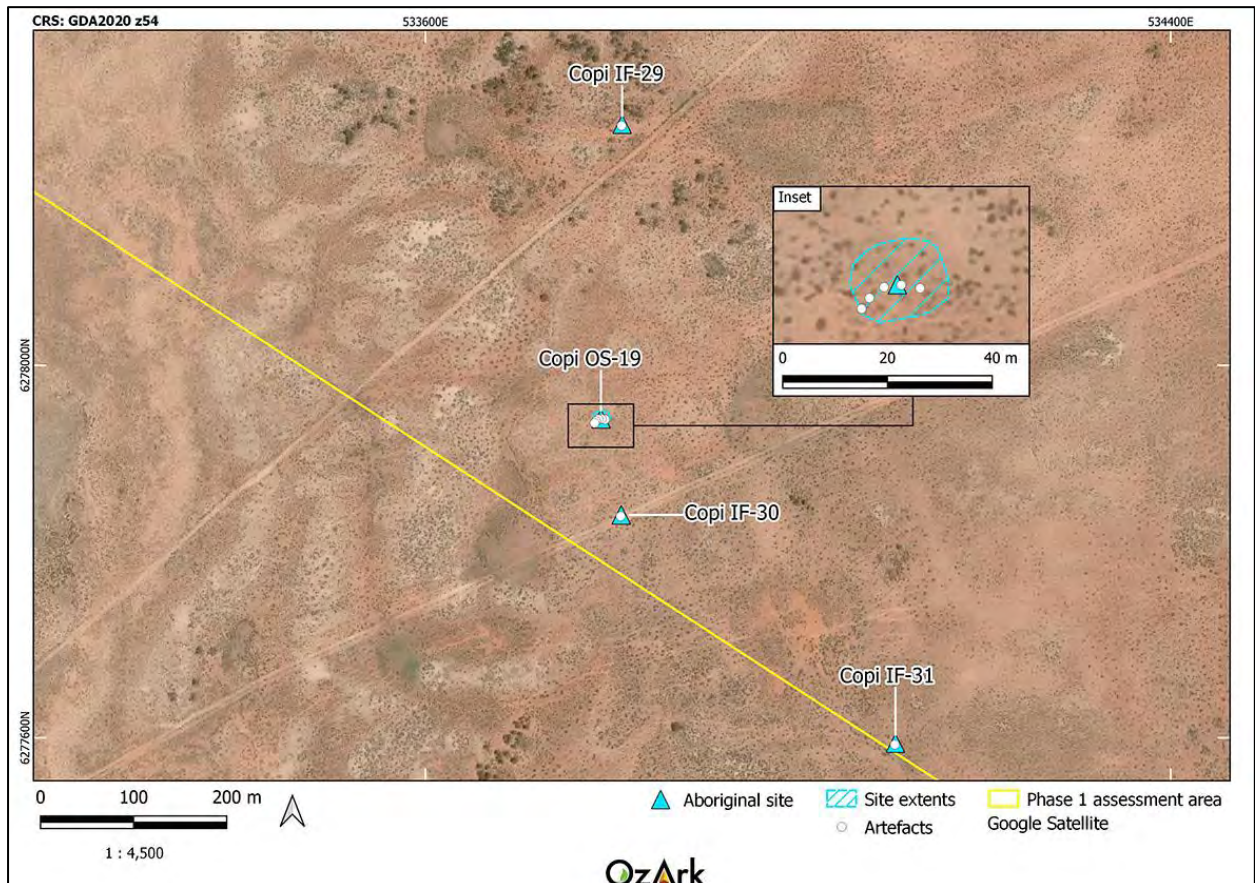 CRS: GDA2020 z54
533600E
534400E
Copi IF-29
Inset
0 20 40 m
6278000N
Copi OS-19
Copi IF-30
Copi IF-31
6277600N
0 100 200 m
1 : 4,500
Aboriginal site
Site extents
Phase 1 assessment area
Artefacts
Google Satellite
OzArk